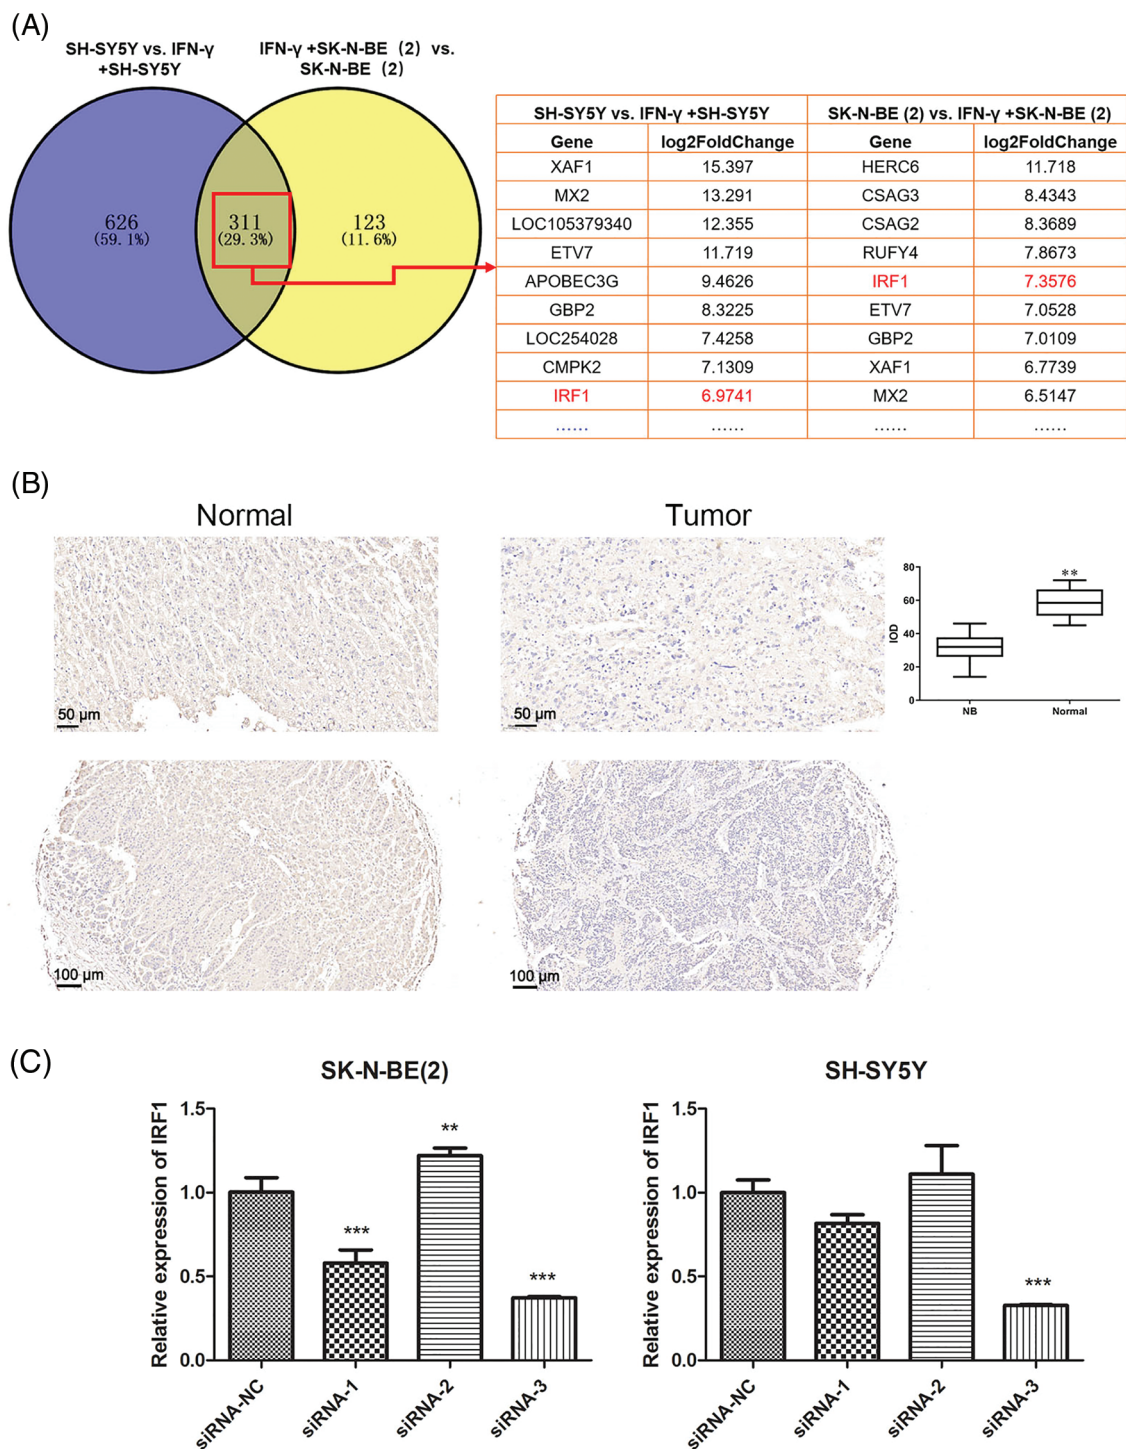 (A)
SH-SY5Y vs. IFN-γ
+SH-SY5Y
IFN-γ +SK-N-BE (2) vs.
SK-N-BE (2)
626
(59.1%)
311
(29.3%)
123
(11.6%)
SH-SY5Y vs. IFN-γ +SH-SY5Y SK-N-BE (2) vs. IFN-γ +SK-N-BE (2)
Gene log2FoldChange Gene log2FoldChange
XAF1 15.397 HERC6 11.718
MX2 13.291 CSAG3 8.4343
LOC105379340 12.355 CSAG2 8.3689
ETV7 11.719 RUFY4 7.8673
APOBEC3G 9.4626 IRF1 7.3576
GBP2 8.3225 ETV7 7.0528
LOC254028 7.4258 GBP2 7.0109
CMPK2 7.1309 XAF1 6.7739
IRF1 6.9741 MX2 6.5147
...... ...... ...... ......
(B)
Normal
Tumor
50 µm
50 µm
100 µm
100 µm
80
60
40
20
0
IOD
**
NB
Normal
(C)
SK-N-BE(2)
Relative expression of IRF1
1.5
1.0
0.5
0.0
***
**
***
siRNA-NC
siRNA-1
siRNA-2
siRNA-3
SH-SY5Y
Relative expression of IRF1
1.5
1.0
0.5
0.0
***
siRNA-NC
siRNA-1
siRNA-2
siRNA-3